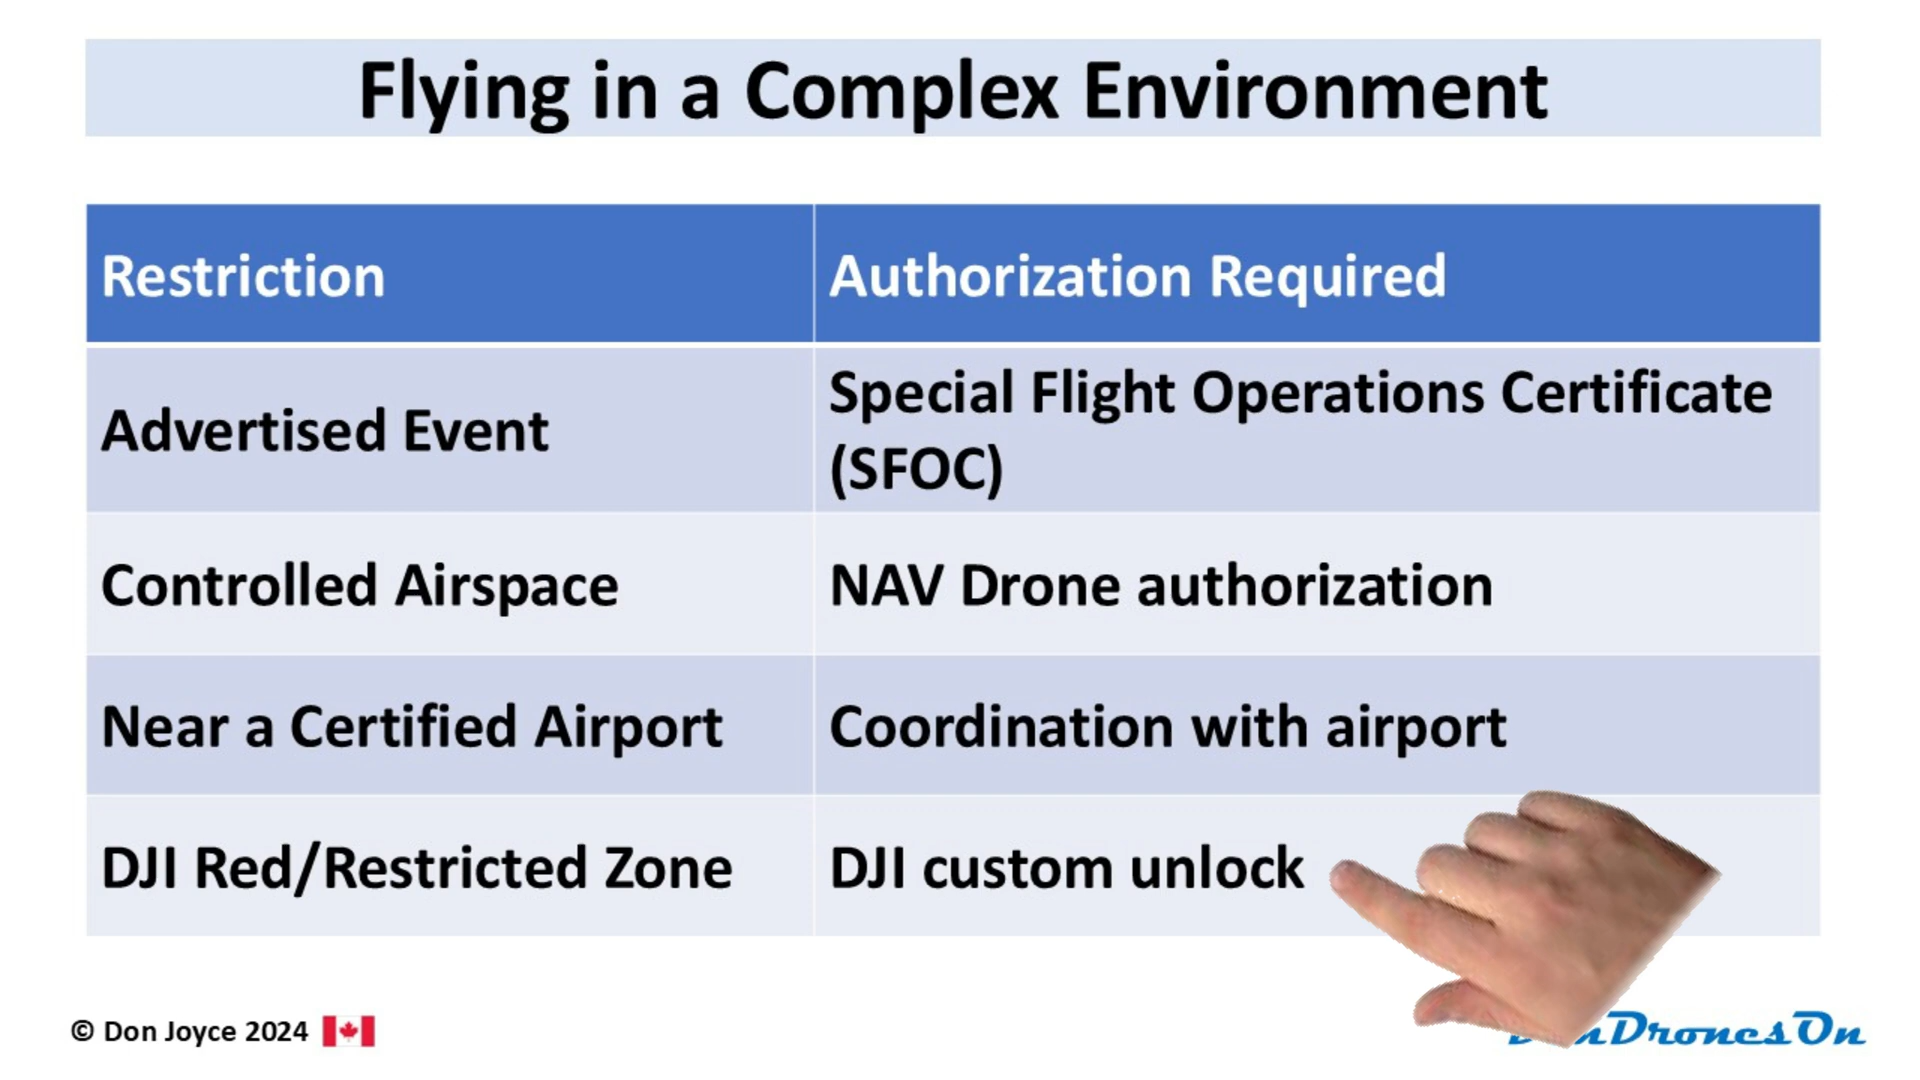 Flying in a Complex Environment
Restriction
Authorization Required
Advertised Event
Special Flight Operations Certificate
(SFOC)
Controlled Airspace
NAV Drone authorization
Near a Certified Airport
Coordination with airport
DJI Red/Restricted Zone
DJI custom unlock
© Don Joyce 2024